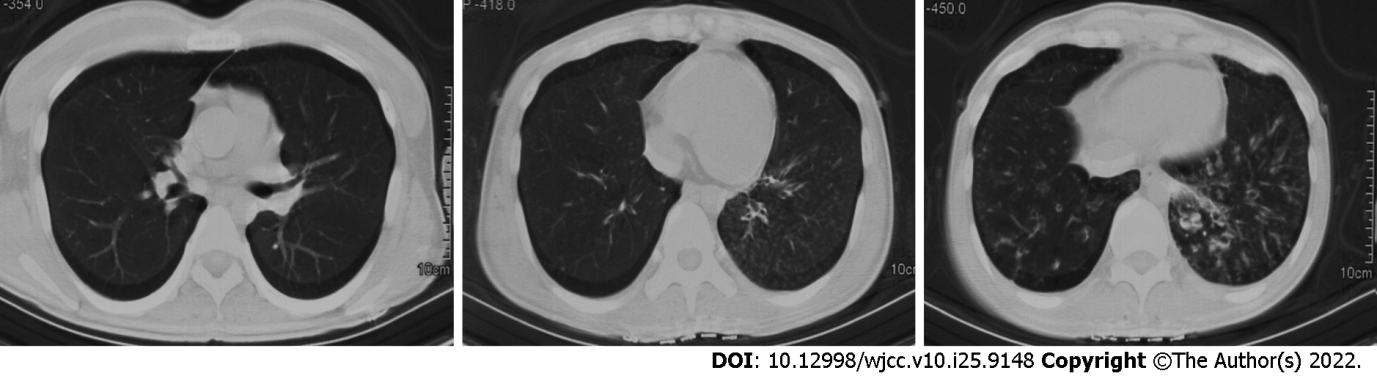 -354.0
P -418.0
-450.0
10cm
10cm
DOI: 10.12998/wjcc.v10.i25.9148 Copyright ©The Author(s) 2022.